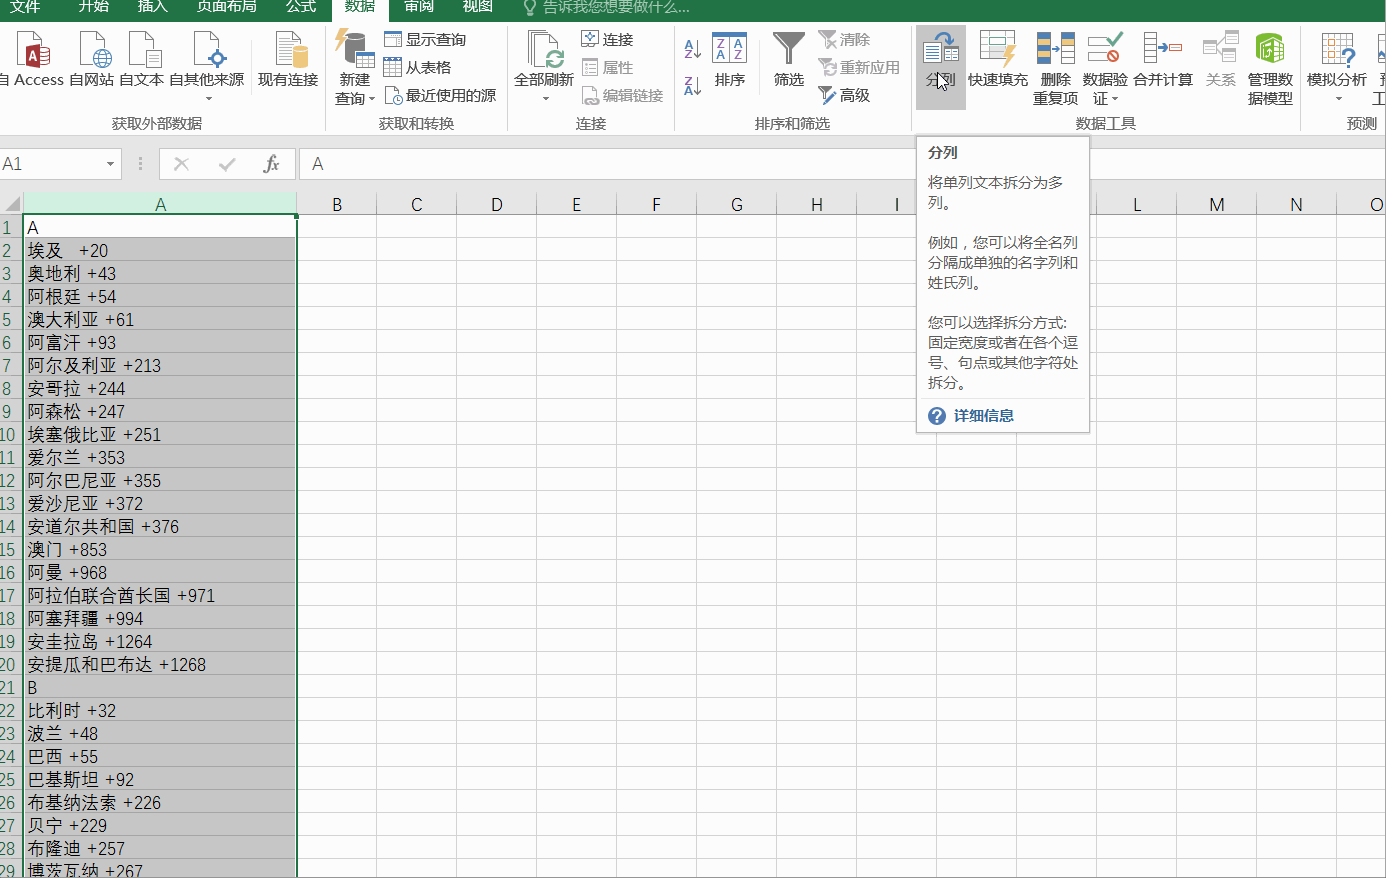 文件 开始 插入 页面布局 公式 数据 审阅 视图 告诉我您想要做什么...
自 Access 自网站 自文本 自其他来源 现有连接
获取外部数据
新建
查询
显示查询
从表格
最近使用的源
获取和转换
全部刷新
连接
属性
编辑链接
连接
排序
筛选
清除
重新应用
高级
排序和筛选
分列 快速填充
删除
重复项
数据验
证
合并计算 关系
管理数
据模型
数据工具
模拟分析
预测
A1
fx A
A B C D E F G H I L M N O
1 A
2 埃及 +20
3 奥地利 +43
4 阿根廷 +54
5 澳大利亚 +61
6 阿富汗 +93
7 阿尔及利亚 +213
8 安哥拉 +244
9 阿森松 +247
10 埃塞俄比亚 +251
11 爱尔兰 +353
12 阿尔巴尼亚 +355
13 爱沙尼亚 +372
14 安道尔共和国 +376
15 澳门 +853
16 阿曼 +968
17 阿拉伯联合酋长国 +971
18 阿塞拜疆 +994
19 安圭拉岛 +1264
20 安提瓜和巴布达 +1268
21 B
22 比利时 +32
23 波兰 +48
24 巴西 +55
25 巴基斯坦 +92
26 布基纳法索 +226
27 贝宁 +229
28 布隆迪 +257
29 博茨瓦纳 +267
分列
将单列文本拆分为多
列。
例如，您可以将全名列
分隔成单独的名字列和
姓氏列。
您可以选择拆分方式:
固定宽度或者在各个逗
号、句点或其他字符处
拆分。
详细信息